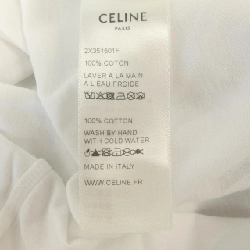 CELINE
PARIS
100% COTTON
LAVER A LA MAIN
A L'EAU FROIDE
100% COTTON
WASH BY HAND
WITH COLD WATER
MADE IN ITALY
WWW.CELINE.FR